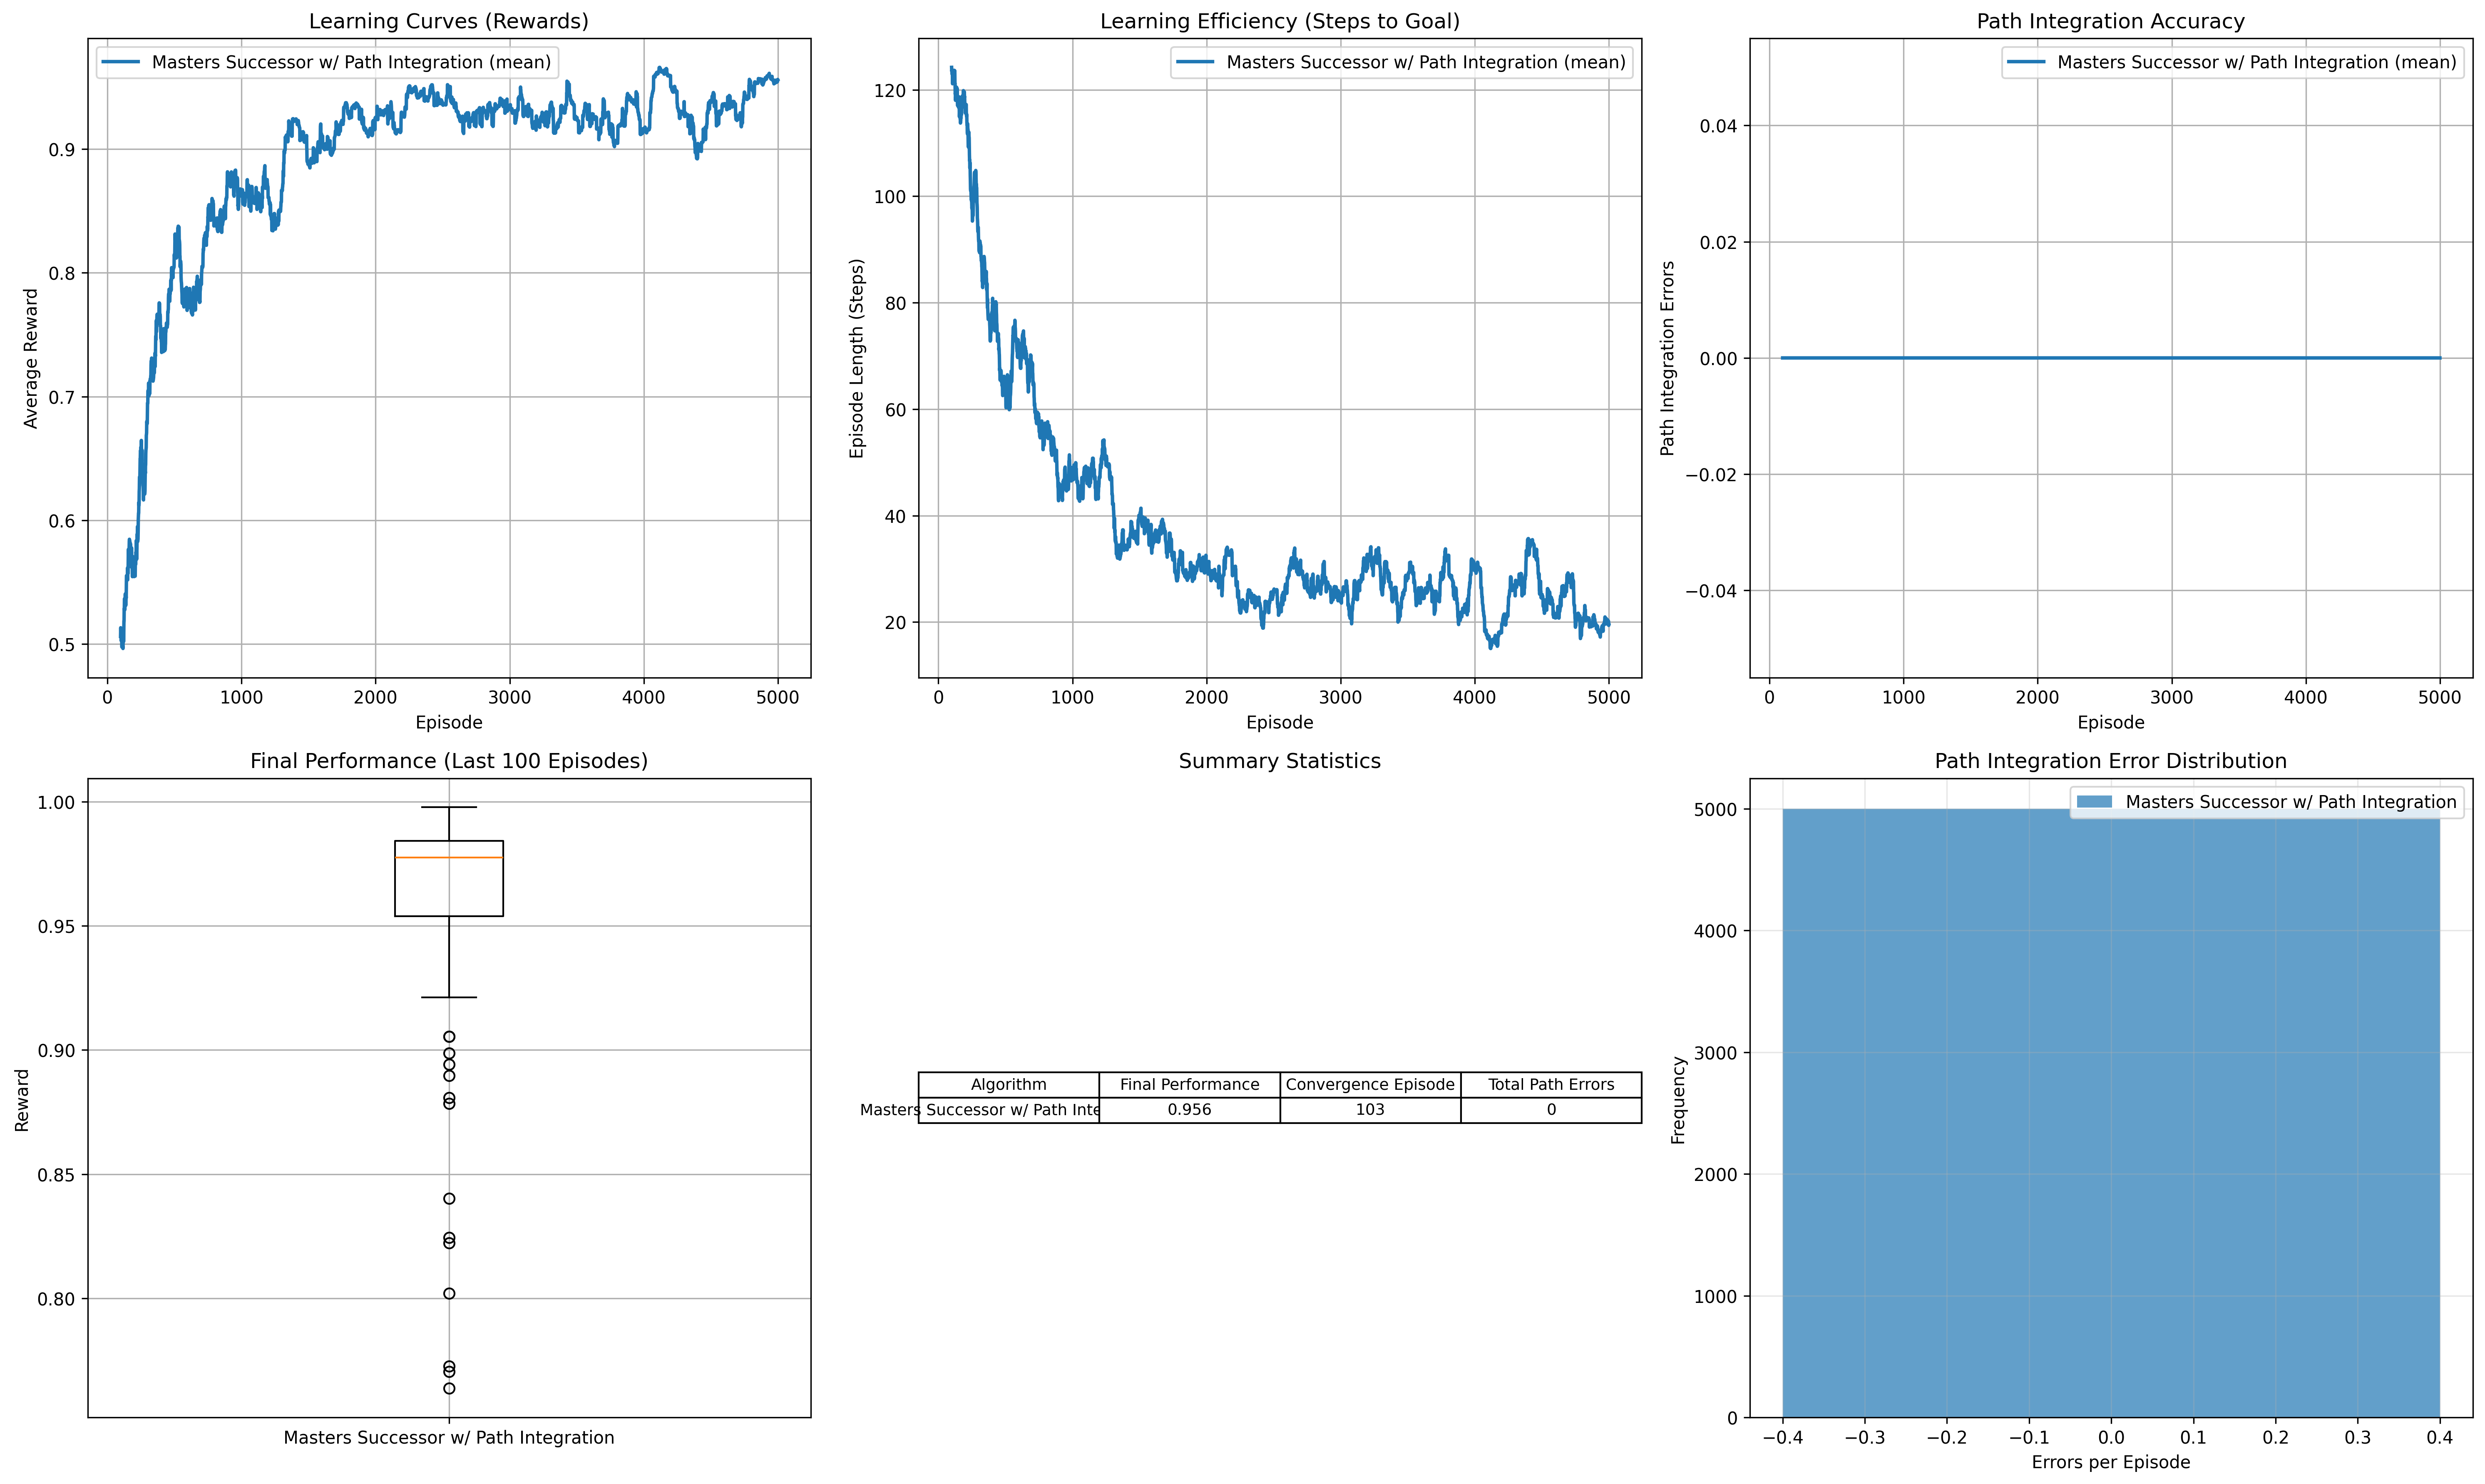 Learning Curves (Rewards)
Masters Successor w/ Path Integration (mean)
Average Reward
0.9
0.8
0.7
0.6
0.5
0
1000
2000
3000
4000
5000
Episode
Learning Efficiency (Steps to Goal)
Masters Successor w/ Path Integration (mean)
Episode Length (Steps)
120
100
80
60
40
20
0
1000
2000
3000
4000
5000
Episode
Path Integration Accuracy
Masters Successor w/ Path Integration (mean)
Path Integration Errors
0.04
0.02
0.00
−0.02
−0.04
0
1000
2000
3000
4000
5000
Episode
Final Performance (Last 100 Episodes)
Reward
1.00
0.95
0.90
0.85
0.80
Masters Successor w/ Path Integration
Summary Statistics
Algorithm Final Performance Convergence Episode Total Path Errors
Masters Successor w/ Path Inte 0.956 103 0
Path Integration Error Distribution
Masters Successor w/ Path Integration
Frequency
5000
4000
3000
2000
1000
0
−0.4
−0.3
−0.2
−0.1
0.0
0.1
0.2
0.3
0.4
Errors per Episode